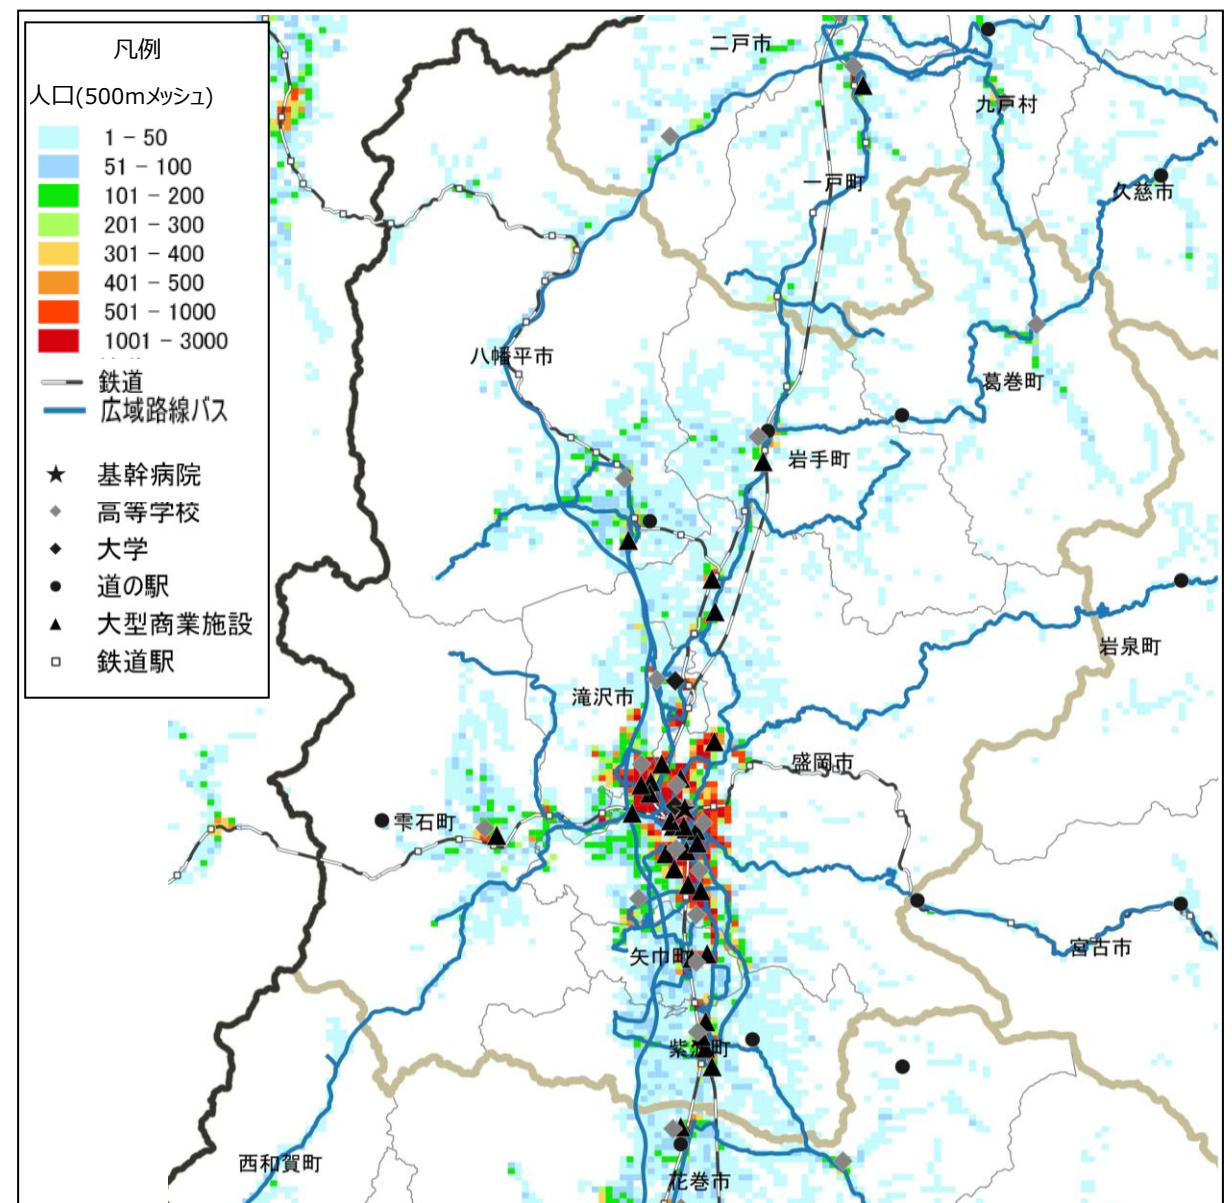 凡例
人口(500mメッシュ)
1 − 50
51 − 100
101 − 200
201 − 300
301 − 400
401 − 500
501 − 1000
1001 − 3000
鉄道
広域路線バス
基幹病院
高等学校
大学
道の駅
大型商業施設
鉄道駅
二戸市
九戸村
一戸町
久慈市
八幡平市
葛巻町
岩手町
岩泉町
滝沢市
盛岡市
雫石町
矢巾町
宮古市
紫波町
西和賀町
花巻市